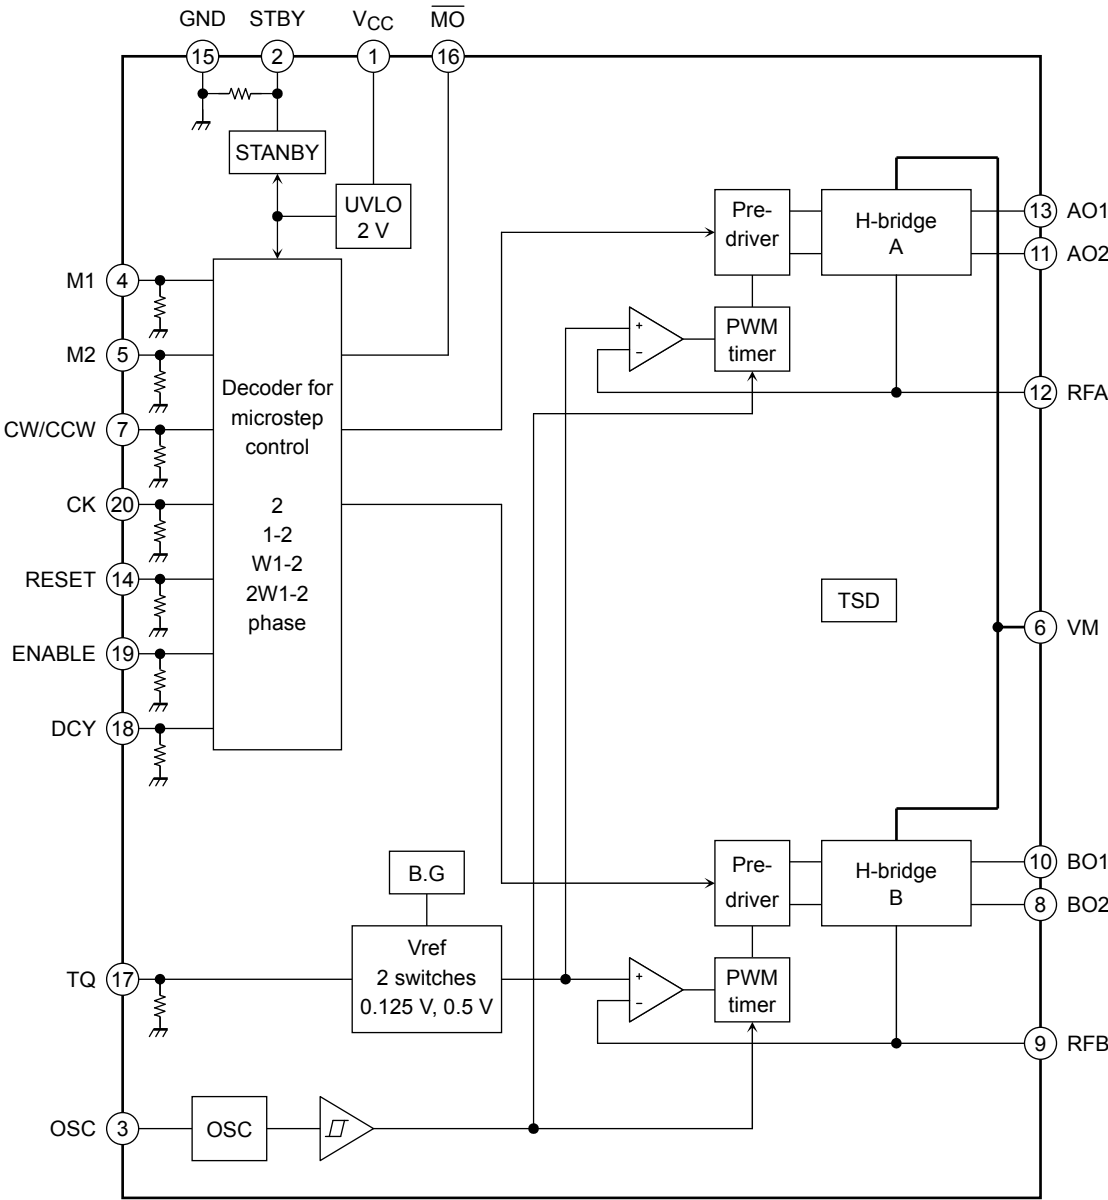 GND STBY VCC MO
15 2 1 16
STANBY
UVLO
2 V
Pre-
driver
H-bridge
A
13 AO1
11 AO2
M1 4
PWM
timer
+
−
M2 5
12 RFA
CW/CCW 7
Decoder for
microstep
control
2
1-2
W1-2
2W1-2
phase
CK 20
RESET 14
TSD
6 VM
ENABLE 19
DCY 18
B.G
Pre-
driver
H-bridge
B
10 BO1
8 BO2
TQ 17
Vref
2 switches
0.125 V, 0.5 V
+
−
PWM
timer
9 RFB
OSC 3
OSC